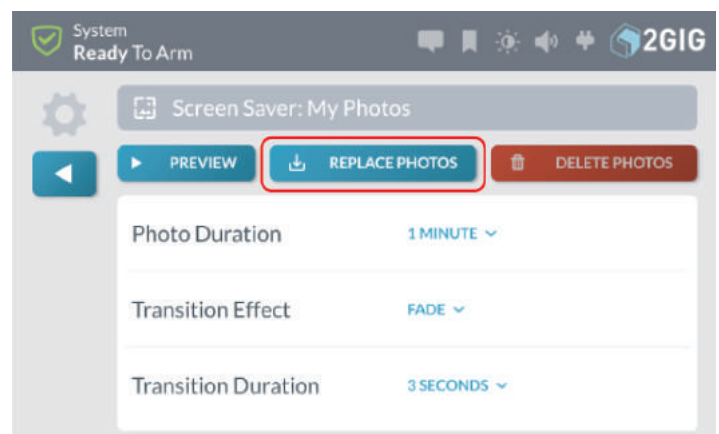 System
Ready To Arm
2GIG
Screen Saver: My Photos
PREVIEW
REPLACE PHOTOS
DELETE PHOTOS
Photo Duration
1 MINUTE
Transition Effect
FADE
Transition Duration
3 SECONDS